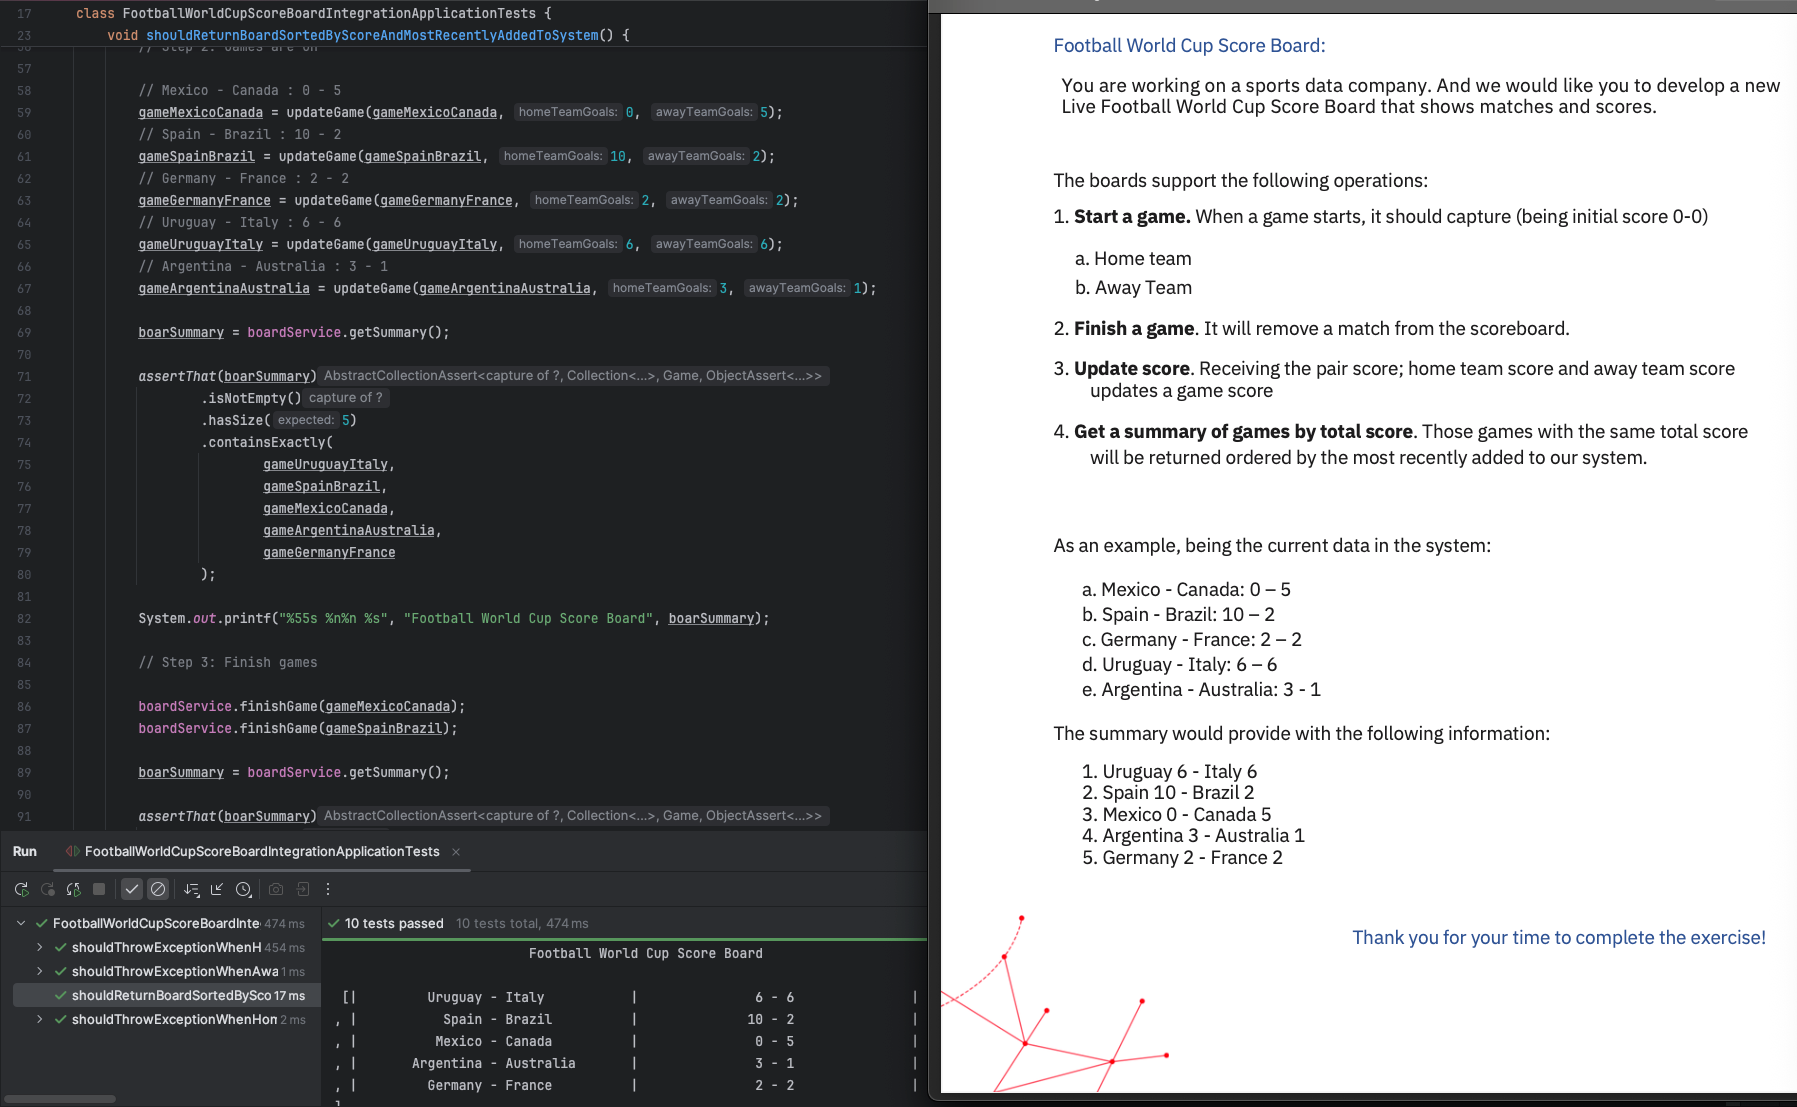 17 class FootballWorldCupScoreBoardIntegrationApplicationTests {
23 void shouldReturnBoardSortedByScoreAndMostRecentlyAddedToSystem() {
56 // Step 2: Games are on
57
58 // Mexico - Canada : 0 - 5
59 gameMexicoCanada = updateGame(gameMexicoCanada, homeTeamGoals: 0, awayTeamGoals: 5);
60 // Spain - Brazil : 10 - 2
61 gameSpainBrazil = updateGame(gameSpainBrazil, homeTeamGoals: 10, awayTeamGoals: 2);
62 // Germany - France : 2 - 2
63 gameGermanyFrance = updateGame(gameGermanyFrance, homeTeamGoals: 2, awayTeamGoals: 2);
64 // Uruguay - Italy : 6 - 6
65 gameUruguayItaly = updateGame(gameUruguayItaly, homeTeamGoals: 6, awayTeamGoals: 6);
66 // Argentina - Australia : 3 - 1
67 gameArgentinaAustralia = updateGame(gameArgentinaAustralia, homeTeamGoals: 3, awayTeamGoals: 1);
68
69 boarSummary = boardService.getSummary();
70
71 assertThat(boarSummary) AbstractCollectionAssert<capture of ?, Collection<...>, Game, ObjectAssert<...>>
72 .isNotEmpty() capture of ?
73 .hasSize( expected: 5)
74 .containsExactly(
75 gameUruguayItaly,
76 gameSpainBrazil,
77 gameMexicoCanada,
78 gameArgentinaAustralia,
79 gameGermanyFrance
80 );
81
82 System.out.printf("%55s %n%n %s", "Football World Cup Score Board", boarSummary);
83
84 // Step 3: Finish games
85
86 boardService.finishGame(gameMexicoCanada);
87 boardService.finishGame(gameSpainBrazil);
88
89 boarSummary = boardService.getSummary();
90
91 assertThat(boarSummary) AbstractCollectionAssert<capture of ?, Collection<...>, Game, ObjectAssert<...>>
Run FootballWorldCupScoreBoardIntegrationApplicationTests ×
FootballWorldCupScoreBoardInte 474 ms
shouldThrowExceptionWhenH 454 ms
shouldThrowExceptionWhenAwa 1 ms
shouldReturnBoardSortedBySco 17 ms
shouldThrowExceptionWhenHom 2 ms
10 tests passed 10 tests total, 474 ms
Football World Cup Score Board
[| Uruguay - Italy | 6 - 6 |
, | Spain - Brazil | 10 - 2 |
, | Mexico - Canada | 0 - 5 |
, | Argentina - Australia | 3 - 1 |
, | Germany - France | 2 - 2 |
]
Football World Cup Score Board:
You are working on a sports data company. And we would like you to develop a new
Live Football World Cup Score Board that shows matches and scores.
The boards support the following operations:
1. Start a game. When a game starts, it should capture (being initial score 0-0)
a. Home team
b. Away Team
2. Finish a game. It will remove a match from the scoreboard.
3. Update score. Receiving the pair score; home team score and away team score
updates a game score
4. Get a summary of games by total score. Those games with the same total score
will be returned ordered by the most recently added to our system.
As an example, being the current data in the system:
a. Mexico - Canada: 0 – 5
b. Spain - Brazil: 10 – 2
c. Germany - France: 2 – 2
d. Uruguay - Italy: 6 – 6
e. Argentina - Australia: 3 - 1
The summary would provide with the following information:
1. Uruguay 6 - Italy 6
2. Spain 10 - Brazil 2
3. Mexico 0 - Canada 5
4. Argentina 3 - Australia 1
5. Germany 2 - France 2
Thank you for your time to complete the exercise!